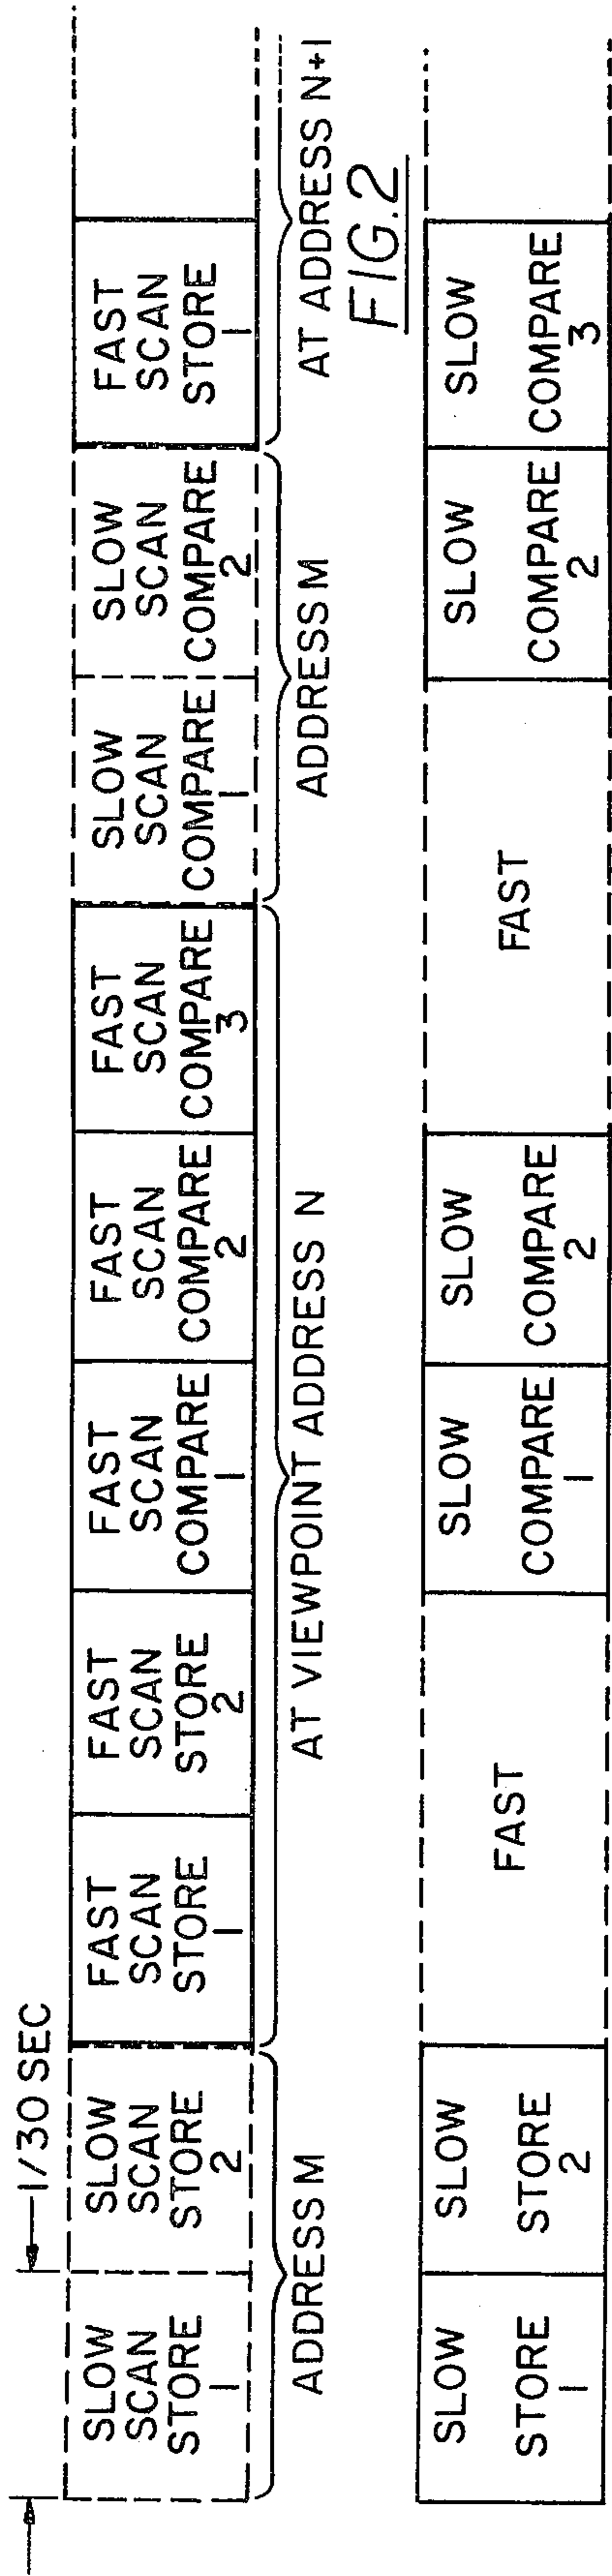 1/30 SEC
SLOW
SCAN
STORE
1
SLOW
SCAN
STORE
2
FAST
SCAN
STORE
1
FAST
SCAN
STORE
2
FAST
SCAN
COMPARE
1
FAST
SCAN
COMPARE
2
FAST
SCAN
COMPARE
3
SLOW
SCAN
COMPARE
1
SLOW
SCAN
COMPARE
2
FAST
SCAN
STORE
1
ADDRESS M
AT VIEWPOINT ADDRESS N
ADDRESS M
AT ADDRESS N+1
FIG.2
SLOW
STORE
1
SLOW
STORE
2
FAST
SLOW
COMPARE
1
SLOW
COMPARE
2
FAST
SLOW
COMPARE
2
SLOW
COMPARE
3